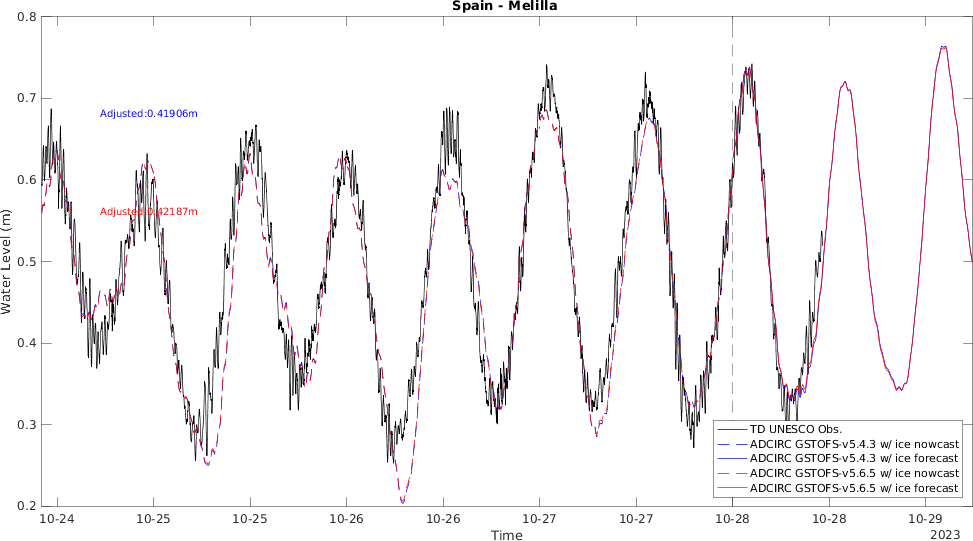 Spain - Melilla
0.8
0.7
0.6
0.5
0.4
0.3
0.2
Water Level (m)
Adjusted:0.41906m
Adjusted:0.42187m
TD UNESCO Obs.
ADCIRC GSTOFS-v5.4.3 w/ ice nowcast
ADCIRC GSTOFS-v5.4.3 w/ ice forecast
ADCIRC GSTOFS-v5.6.5 w/ ice nowcast
ADCIRC GSTOFS-v5.6.5 w/ ice forecast
10-24 10-25 10-25 10-26 10-26 10-27 10-27 10-28 10-28 10-29
Time
2023